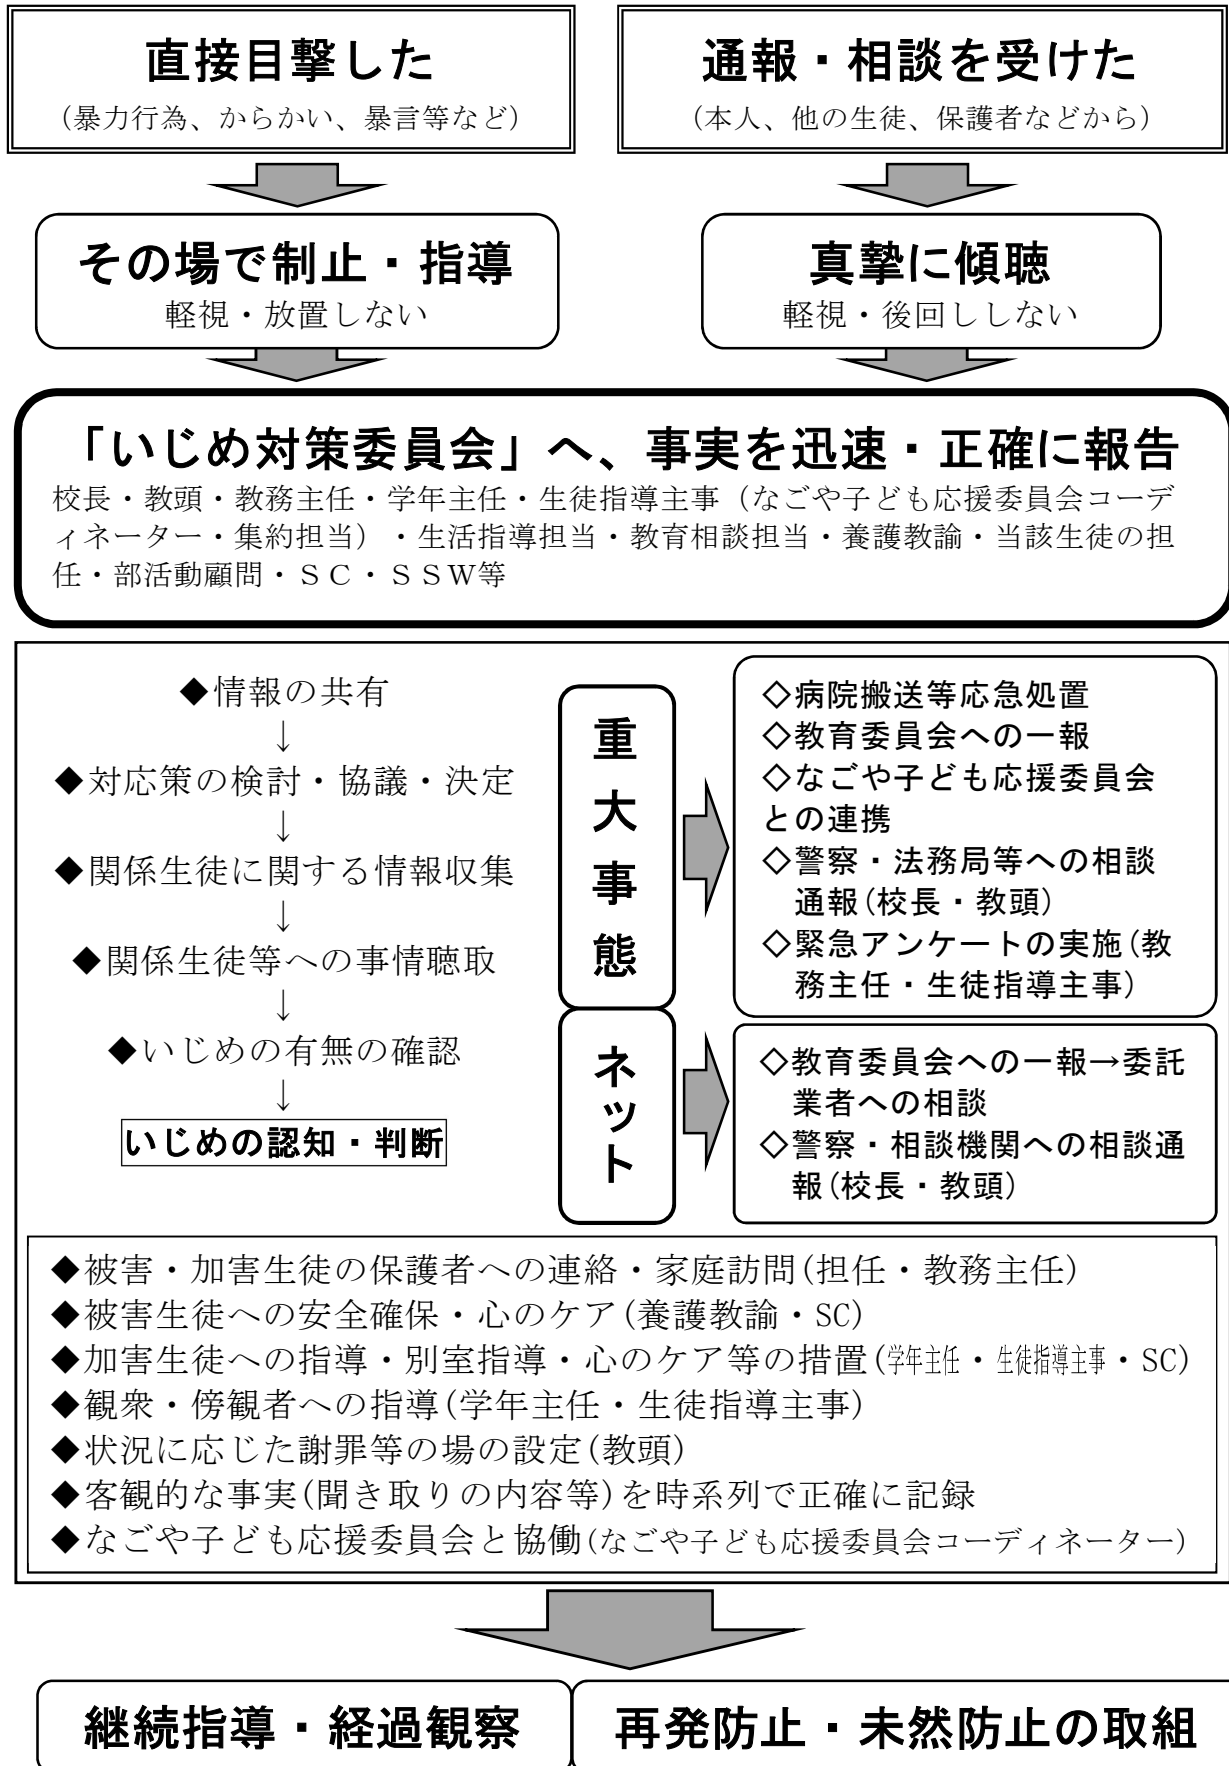 直接目撃した
（暴力行為、からかい、暴言等など）
通報・相談を受けた
（本人、他の生徒、保護者などから）
その場で制止・指導
軽視・放置しない
真摯に傾聴
軽視・後回ししない
「いじめ対策委員会」へ、事実を迅速・正確に報告
校長・教頭・教務主任・学年主任・生徒指導主事（なごや子ども応援委員会コーデ
ィネーター・集約担当）・生活指導担当・教育相談担当・養護教諭・当該生徒の担
任・部活動顧問・ＳＣ・ＳＳＷ等
◆情報の共有
↓
◆対応策の検討・協議・決定
↓
◆関係生徒に関する情報収集
↓
◆関係生徒等への事情聴取
↓
◆いじめの有無の確認
↓
いじめの認知・判断
重大事態
◇病院搬送等応急処置
◇教育委員会への一報
◇なごや子ども応援委員会
との連携
◇警察・法務局等への相談
通報(校長・教頭)
◇緊急アンケートの実施(教
務主任・生徒指導主事)
ネット
◇教育委員会への一報→委託
業者への相談
◇警察・相談機関への相談通
報(校長・教頭)
◆被害・加害生徒の保護者への連絡・家庭訪問(担任・教務主任)
◆被害生徒への安全確保・心のケア(養護教諭・SC)
◆加害生徒への指導・別室指導・心のケア等の措置(学年主任・生徒指導主事・SC)
◆観衆・傍観者への指導(学年主任・生徒指導主事)
◆状況に応じた謝罪等の場の設定(教頭)
◆客観的な事実(聞き取りの内容等)を時系列で正確に記録
◆なごや子ども応援委員会と協働(なごや子ども応援委員会コーディネーター)
継続指導・経過観察
再発防止・未然防止の取組